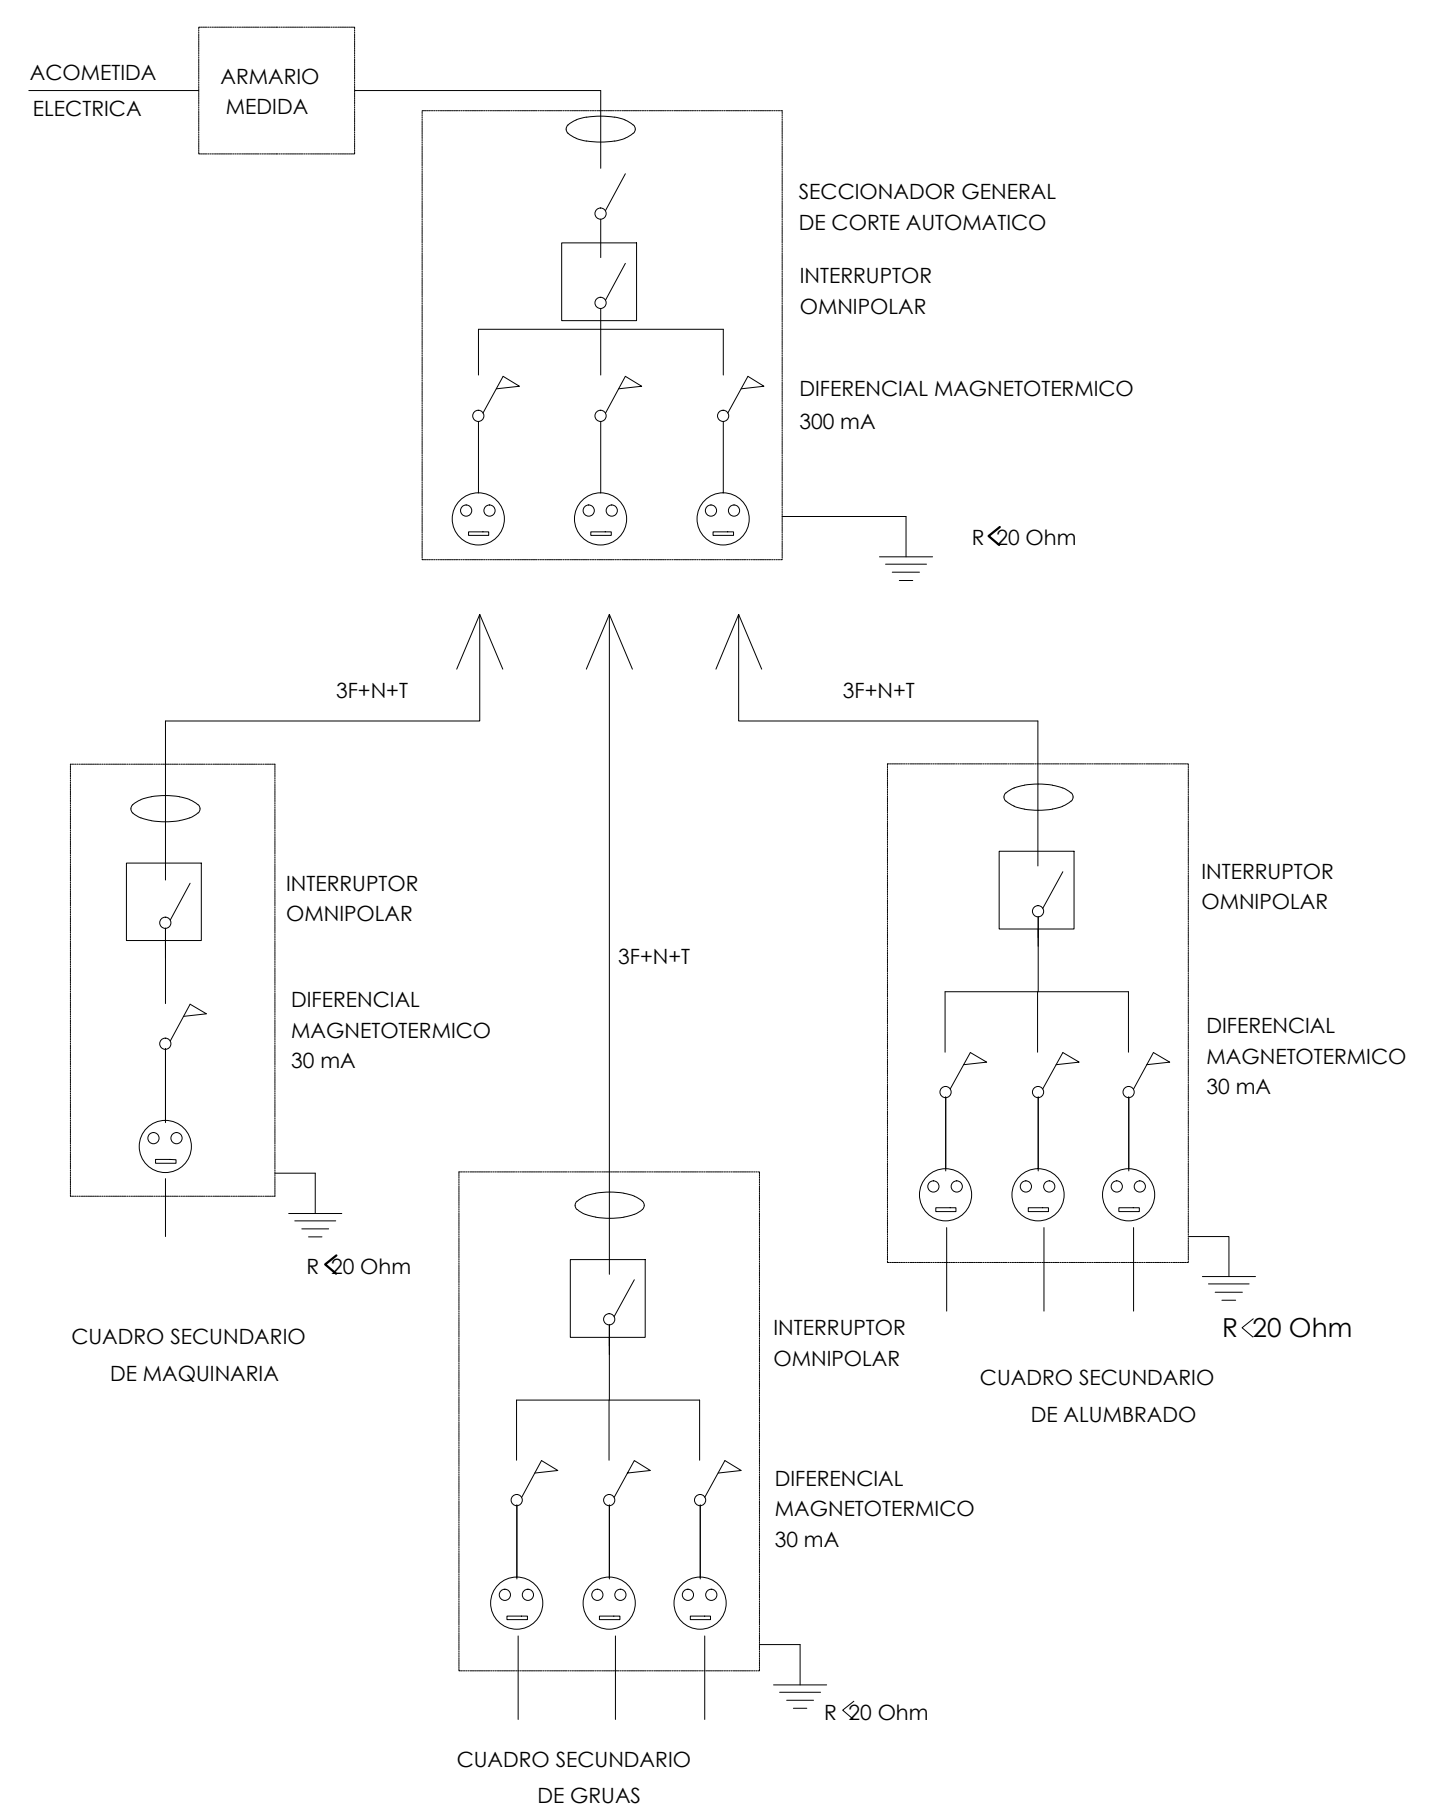 ACOMETIDA
ELECTRICA
ARMARIO
MEDIDA
SECCIONADOR GENERAL
DE CORTE AUTOMATICO
INTERRUPTOR
OMNIPOLAR
DIFERENCIAL MAGNETOTERMICO
300 mA
R<20 Ohm
3F+N+T
3F+N+T
INTERRUPTOR
OMNIPOLAR
DIFERENCIAL
MAGNETOTERMICO
30 mA
R <20 Ohm
CUADRO SECUNDARIO
DE MAQUINARIA
3F+N+T
INTERRUPTOR
OMNIPOLAR
DIFERENCIAL
MAGNETOTERMICO
30 mA
R<20 Ohm
CUADRO SECUNDARIO
DE ALUMBRADO
INTERRUPTOR
OMNIPOLAR
DIFERENCIAL
MAGNETOTERMICO
30 mA
R <20 Ohm
CUADRO SECUNDARIO
DE GRUAS